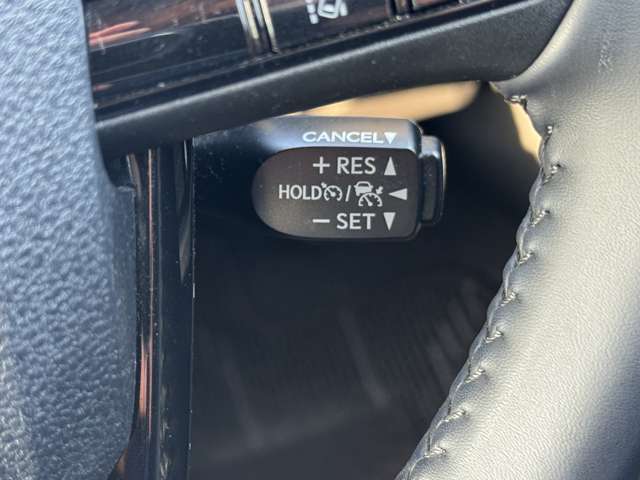 CANCEL▼
+ RES ▲
HOLD / ◀
− SET ▼